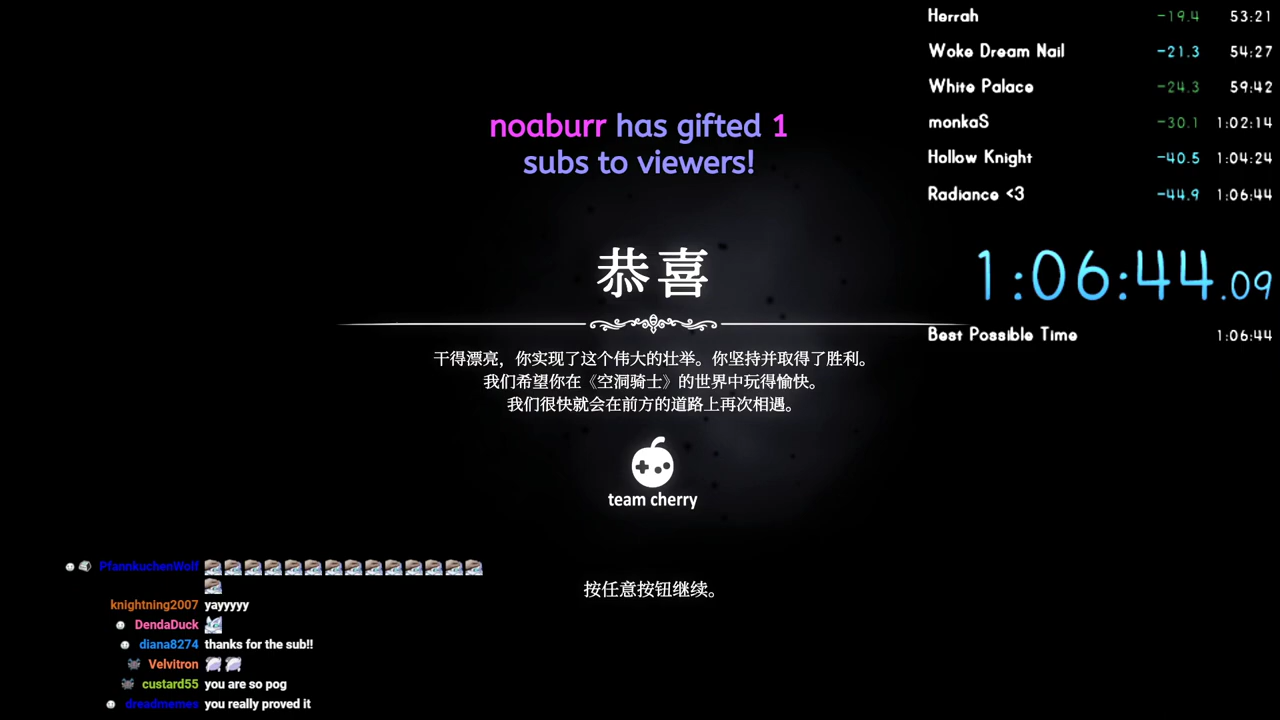 noaburr has gifted 1
subs to viewers!
恭喜
干得漂亮，你实现了这个伟大的壮举。你坚持并取得了胜利。
我们希望你在《空洞骑士》的世界中玩得愉快。
我们很快就会在前方的道路上再次相遇。
team cherry
按任意按钮继续。
Herrah -19.4 53:21
Woke Dream Nail -21.3 54:27
White Palace -24.3 59:42
monkaS -30.1 1:02:14
Hollow Knight -40.5 1:04:24
Radiance <3 -44.9 1:06:44
1:06:44.09
Best Possible Time 1:06:44
PfannkuchenWolf
knightning2007 yayyyyy
DendaDuck
diana8274 thanks for the sub!!
Velvitron
custard55 you are so pog
dreadmemes you really proved it